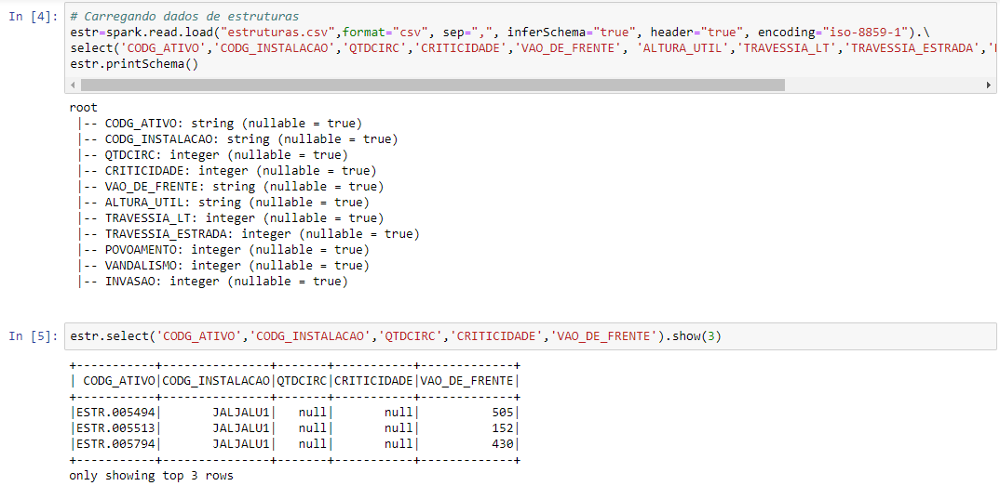 In [4]: # Carregando dados de estruturas
estr=spark.read.load("estruturas.csv",format="csv", sep=",", inferSchema="true", header="true", encoding="iso-8859-1").\
select('CODG_ATIVO','CODG_INSTALACAO','QTDCIRC','CRITICIDADE','VAO_DE_FRENTE', 'ALTURA_UTIL','TRAVESSIA_LT','TRAVESSIA_ESTRADA','
estr.printSchema()
root
|-- CODG_ATIVO: string (nullable = true)
|-- CODG_INSTALACAO: string (nullable = true)
|-- QTDCIRC: integer (nullable = true)
|-- CRITICIDADE: integer (nullable = true)
|-- VAO_DE_FRENTE: string (nullable = true)
|-- ALTURA_UTIL: string (nullable = true)
|-- TRAVESSIA_LT: integer (nullable = true)
|-- TRAVESSIA_ESTRADA: integer (nullable = true)
|-- POVOAMENTO: integer (nullable = true)
|-- VANDALISMO: integer (nullable = true)
|-- INVASAO: integer (nullable = true)
In [5]: estr.select('CODG_ATIVO','CODG_INSTALACAO','QTDCIRC','CRITICIDADE','VAO_DE_FRENTE').show(3)
+-----------+---------------+-------+-----------+-------------+
| CODG_ATIVO|CODG_INSTALACAO|QTDCIRC|CRITICIDADE|VAO_DE_FRENTE|
+-----------+---------------+-------+-----------+-------------+
|ESTR.005494|       JALJALU1|   null|       null|          505|
|ESTR.005513|       JALJALU1|   null|       null|          152|
|ESTR.005794|       JALJALU1|   null|       null|          430|
+-----------+---------------+-------+-----------+-------------+
only showing top 3 rows